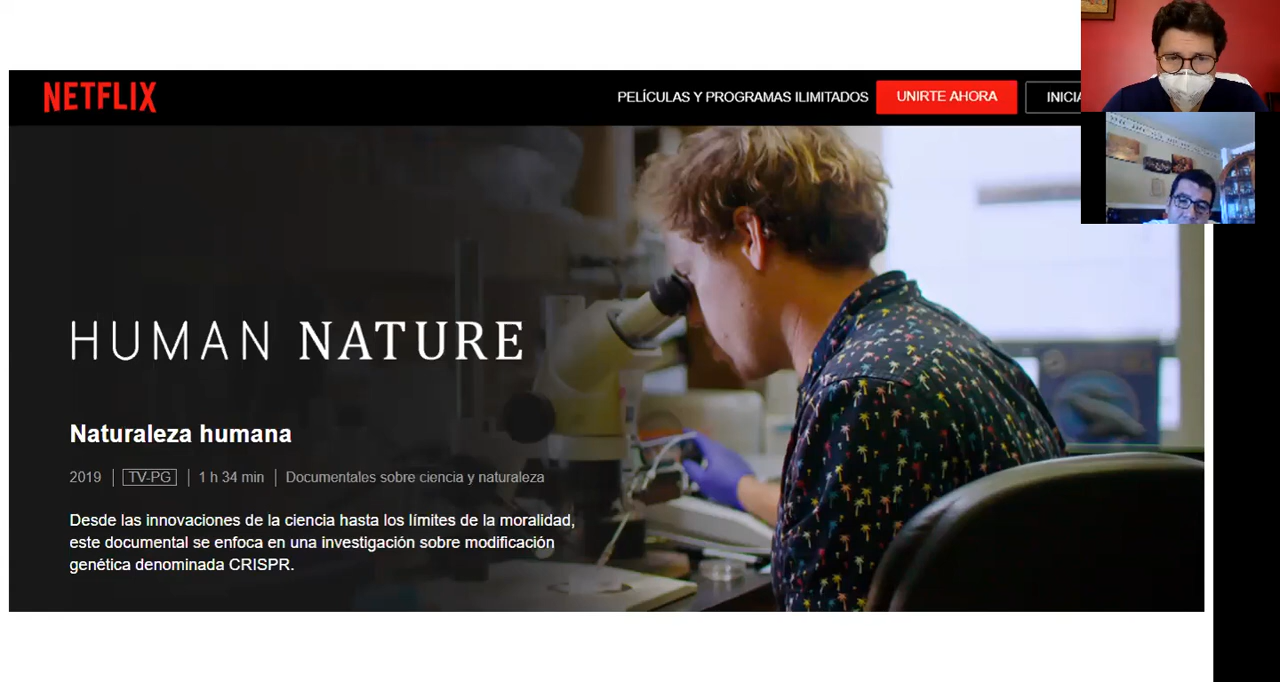 NETFLIX
PELÍCULAS Y PROGRAMAS ILIMITADOS UNIRTE AHORA
HUMAN NATURE
Naturaleza humana
2019 | TV-PG | 1 h 34 min | Documentales sobre ciencia y naturaleza
Desde las innovaciones de la ciencia hasta los límites de la moralidad,
este documental se enfoca en una investigación sobre modificación
genética denominada CRISPR.